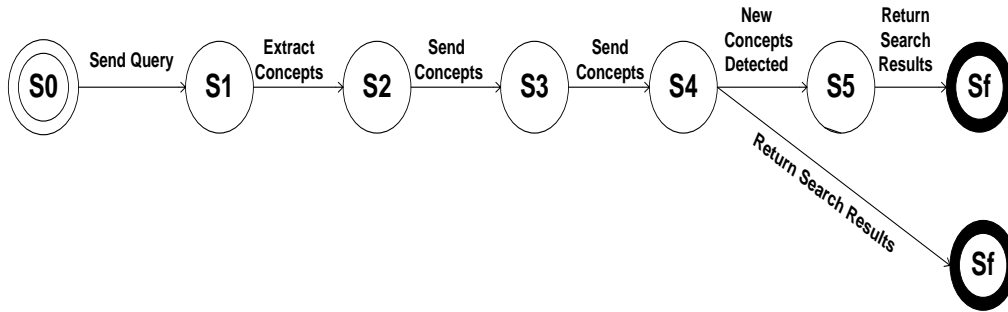 S0
Send Query
S1
Extract
Concepts
S2
Send
Concepts
S3
Send
Concepts
S4
New
Concepts
Detected
S5
Return
Search
Results
Sf
Return Search Results
Sf